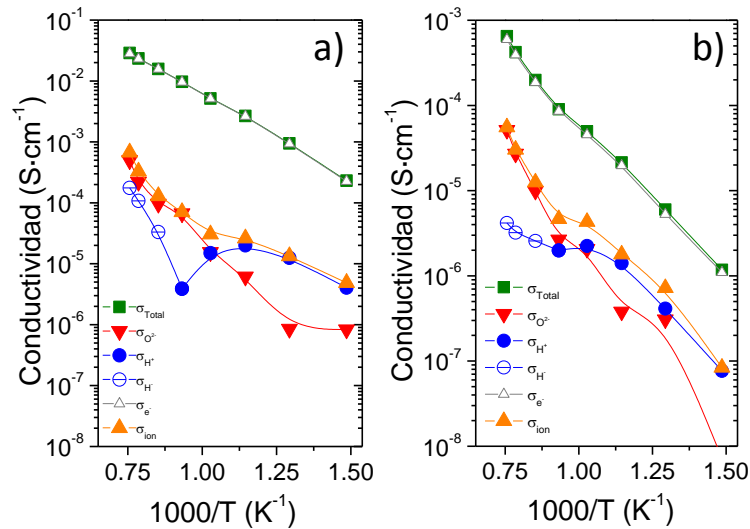 a)
Conductividad (S·cm⁻¹)
10⁻¹
10⁻²
10⁻³
10⁻⁴
10⁻⁵
10⁻⁶
10⁻⁷
10⁻⁸
σTotal
σO²⁻
σH⁺
σH⁻
σe⁻
σion
0.75 1.00 1.25 1.50
1000/T (K⁻¹)
b)
Conductividad (S·cm⁻¹)
10⁻³
10⁻⁴
10⁻⁵
10⁻⁶
10⁻⁷
10⁻⁸
σTotal
σO²⁻
σH⁺
σH⁻
σe⁻
σion
0.75 1.00 1.25 1.50
1000/T (K⁻¹)